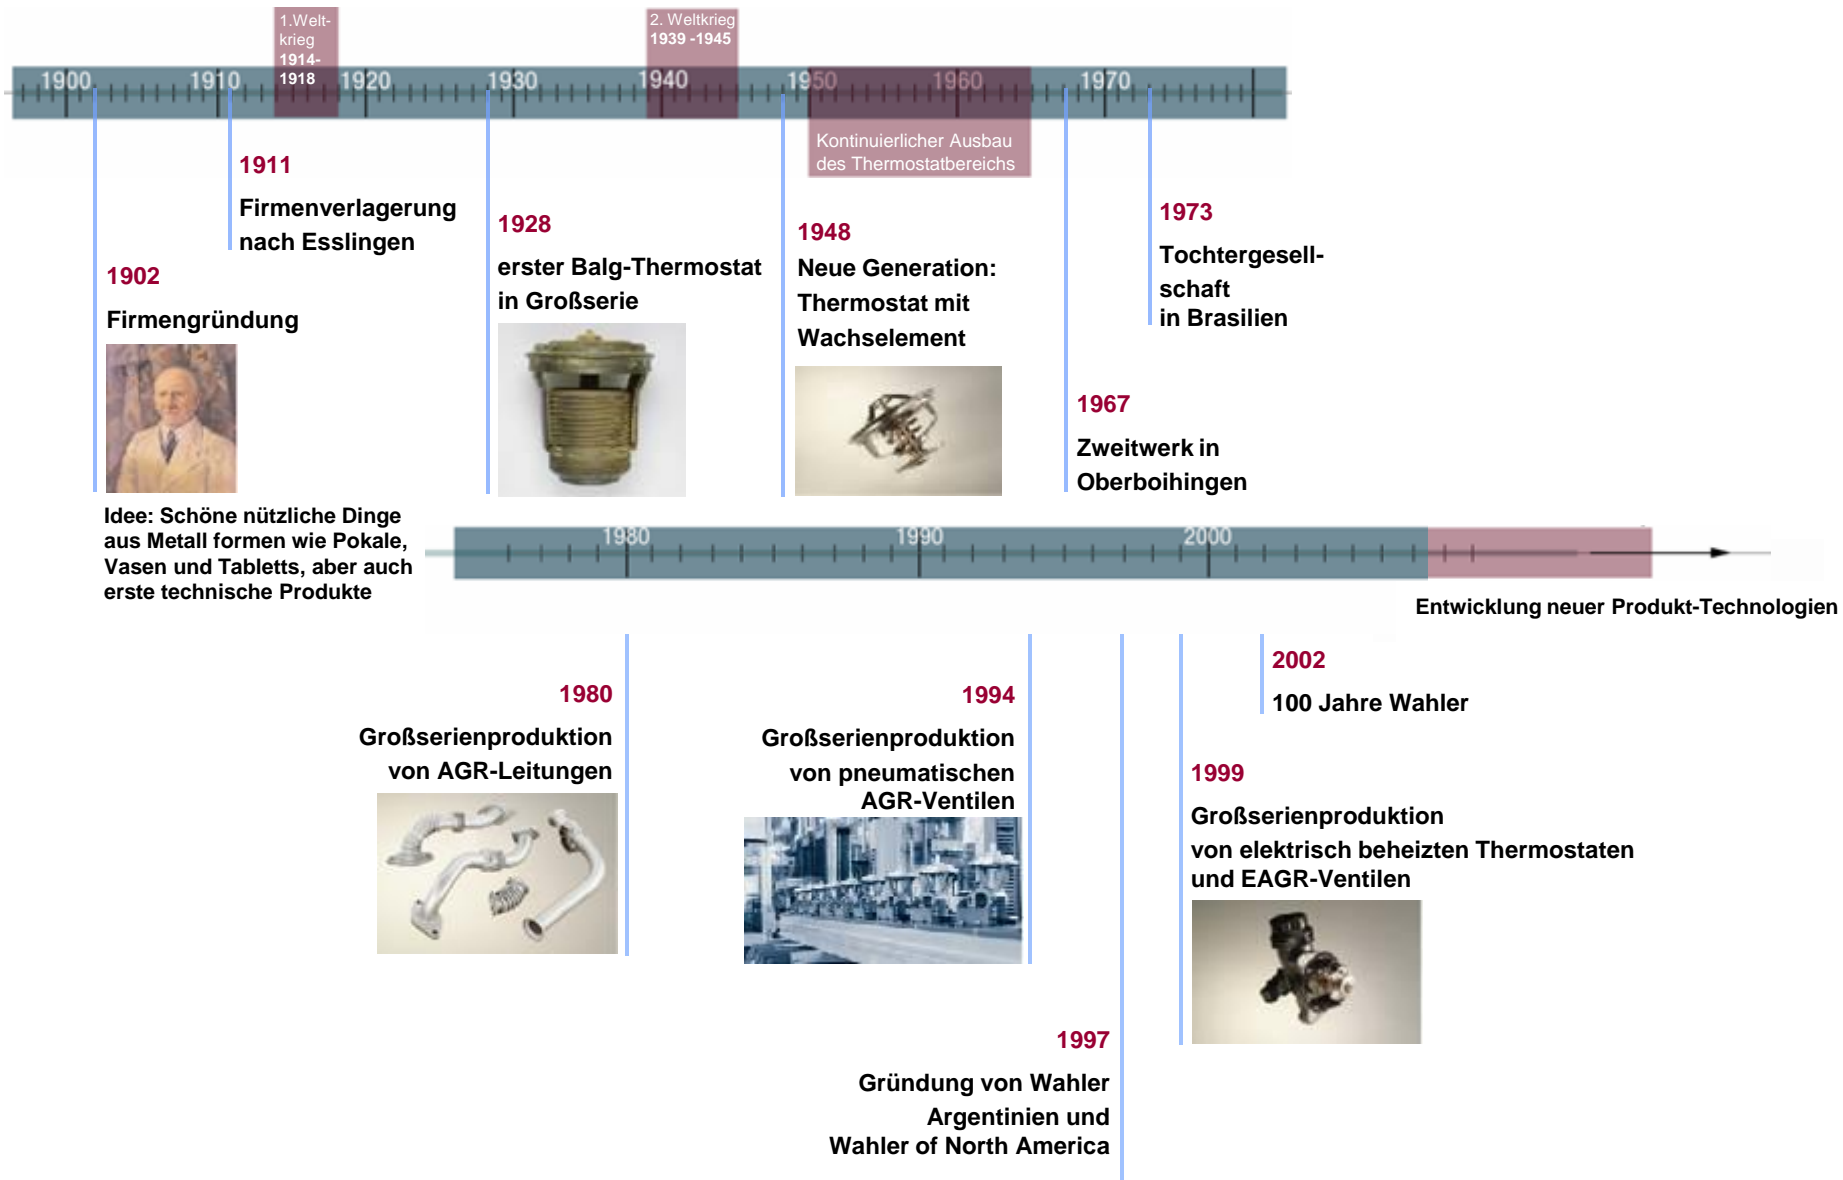 1.Welt-
krieg
1914-
1918
2. Weltkrieg
1939 -1945
1900
1910
1920
1930
1940
1950
1960
1970
Kontinuierlicher Ausbau
des Thermostatbereichs
1902
Firmengründung
Idee: Schöne nützliche Dinge
aus Metall formen wie Pokale,
Vasen und Tabletts, aber auch
erste technische Produkte
1911
Firmenverlagerung
nach Esslingen
1928
erster Balg-Thermostat
in Großserie
1948
Neue Generation:
Thermostat mit
Wachselement
1967
Zweitwerk in
Oberboihingen
1973
Tochtergesell-
schaft
in Brasilien
1980
1990
2000
Entwicklung neuer Produkt-Technologien
1980
Großserienproduktion
von AGR-Leitungen
1994
Großserienproduktion
von pneumatischen
AGR-Ventilen
1997
Gründung von Wahler
Argentinien und
Wahler of North America
1999
Großserienproduktion
von elektrisch beheizten Thermostaten
und EAGR-Ventilen
2002
100 Jahre Wahler